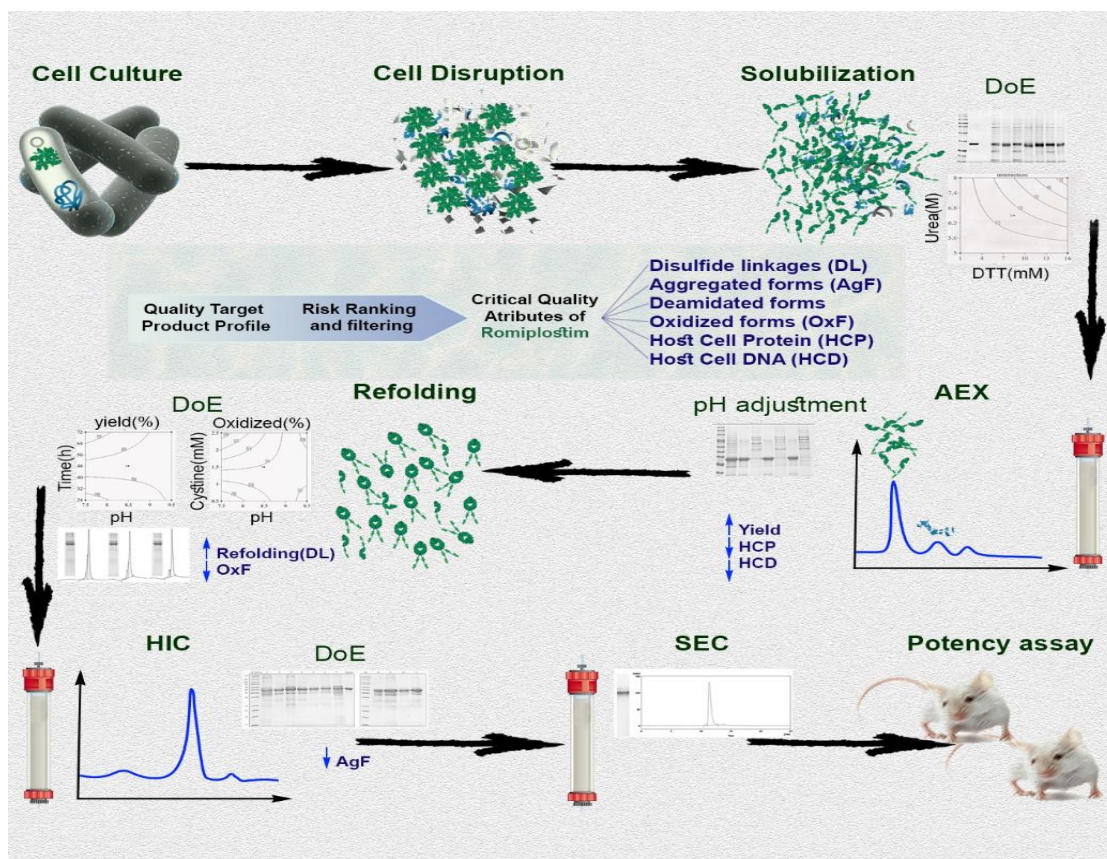 Cell Culture
Cell Disruption
Solubilization
DoE
Urea(M)
DTT(mM)
Quality Target
Product Profile
Risk Ranking
and filtering
Critical Quality
Atributes of
Romiplostim
Disulfide linkages (DL)
Aggregated forms (AgF)
Deamidated forms
Oxidized forms (OxF)
Host Cell Protein (HCP)
Host Cell DNA (HCD)
DoE
yield(%)
Time(h)
pH
Oxidized(%)
Cystine(mM)
pH
Refolding(DL)
OxF
Refolding
pH adjustment
Yield
HCP
HCD
AEX
HIC
DoE
AgF
SEC
Potency assay